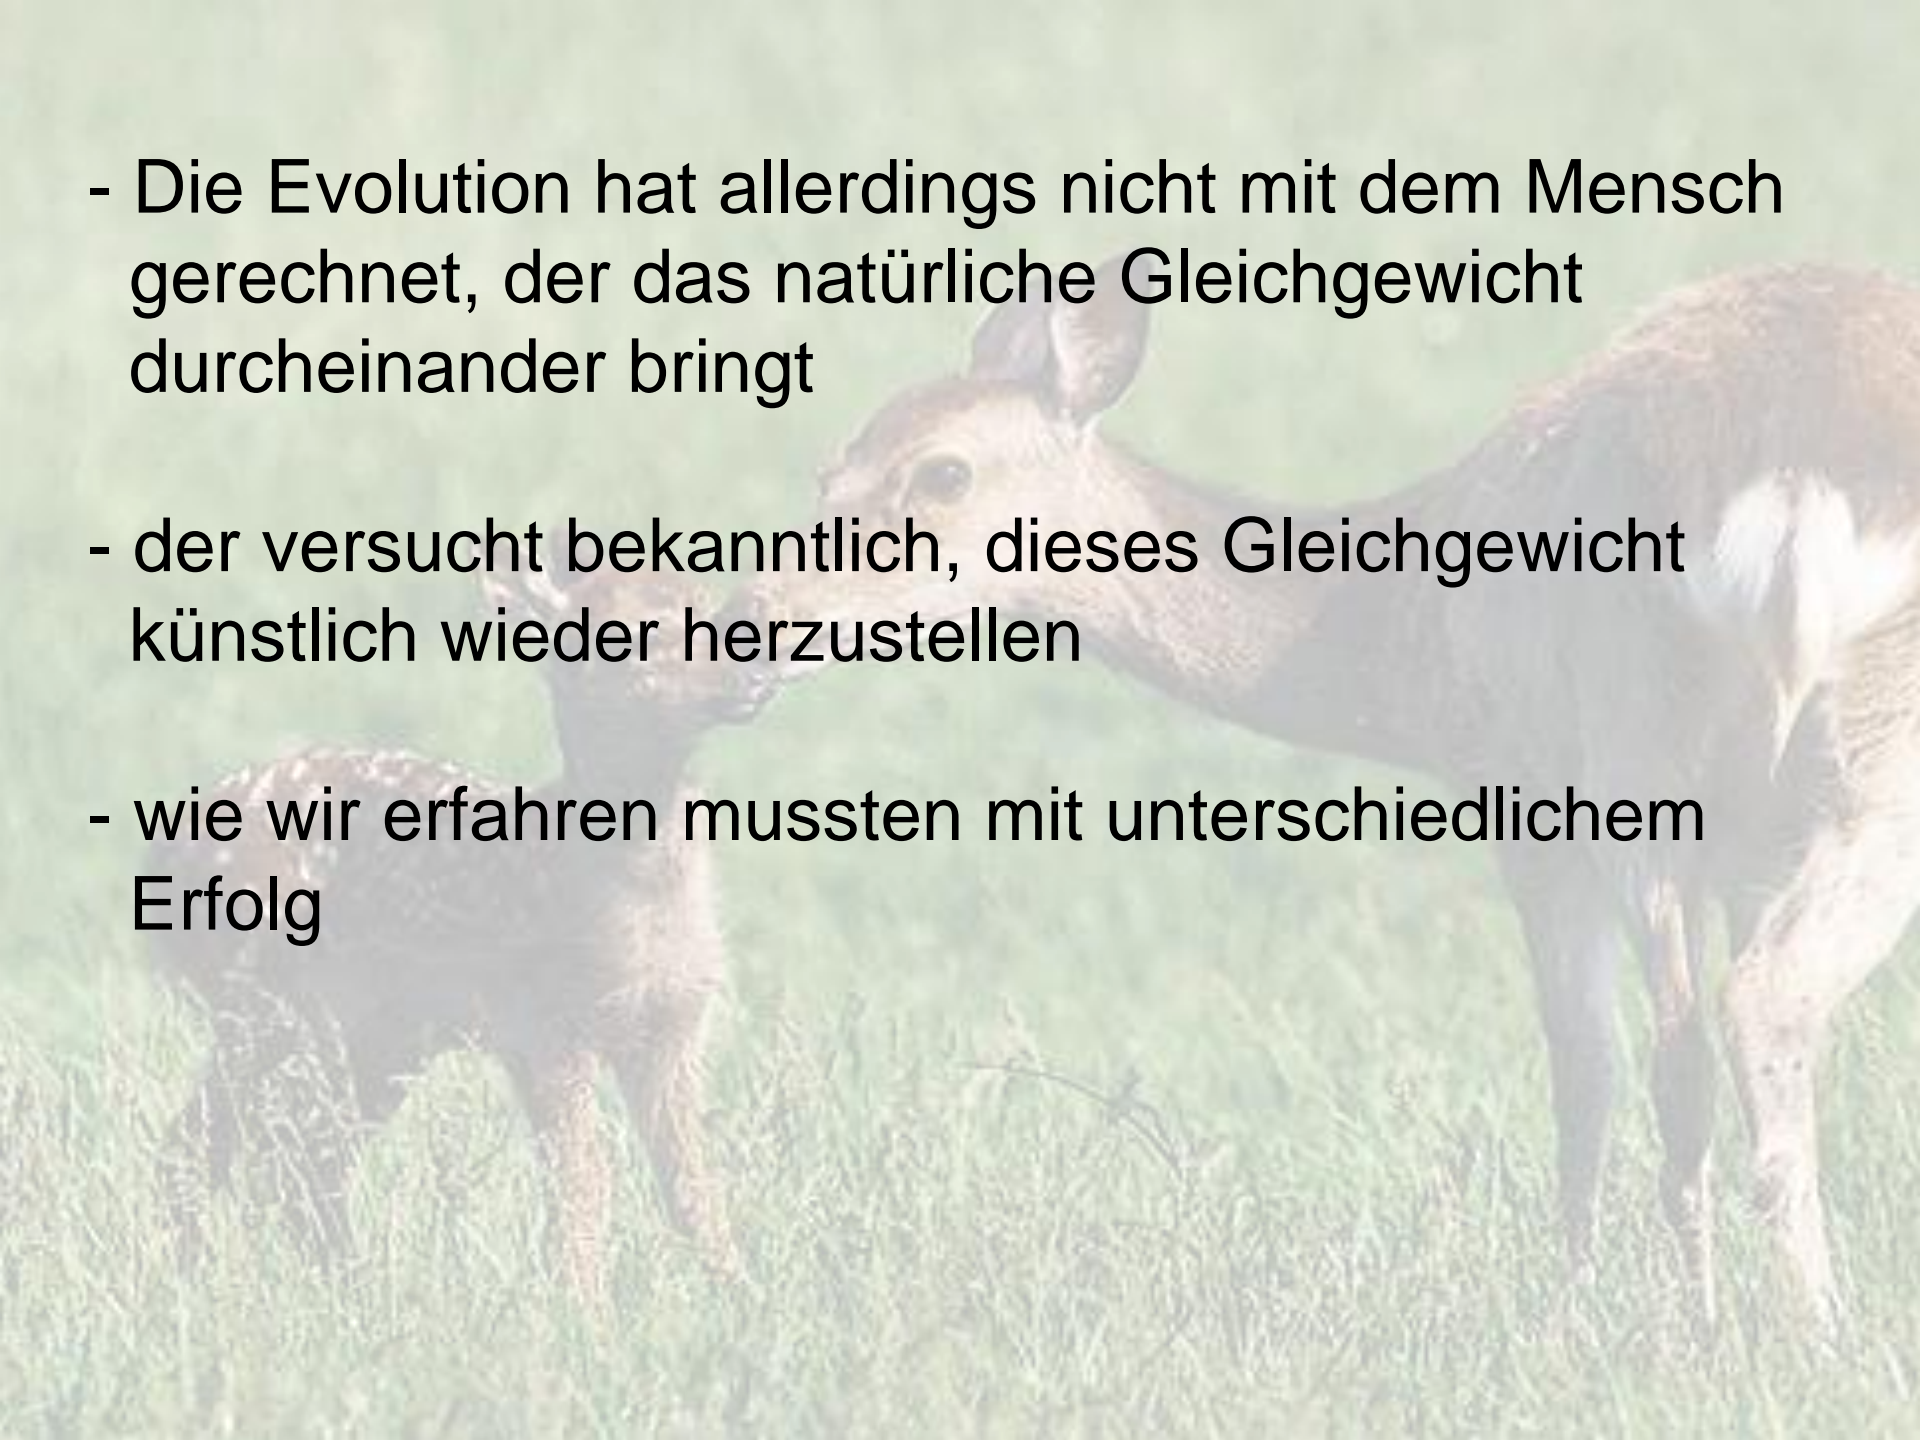 - Die Evolution hat allerdings nicht mit dem Mensch
gerechnet, der das natürliche Gleichgewicht
durcheinander bringt
- der versucht bekanntlich, dieses Gleichgewicht
künstlich wieder herzustellen
- wie wir erfahren mussten mit unterschiedlichem
Erfolg